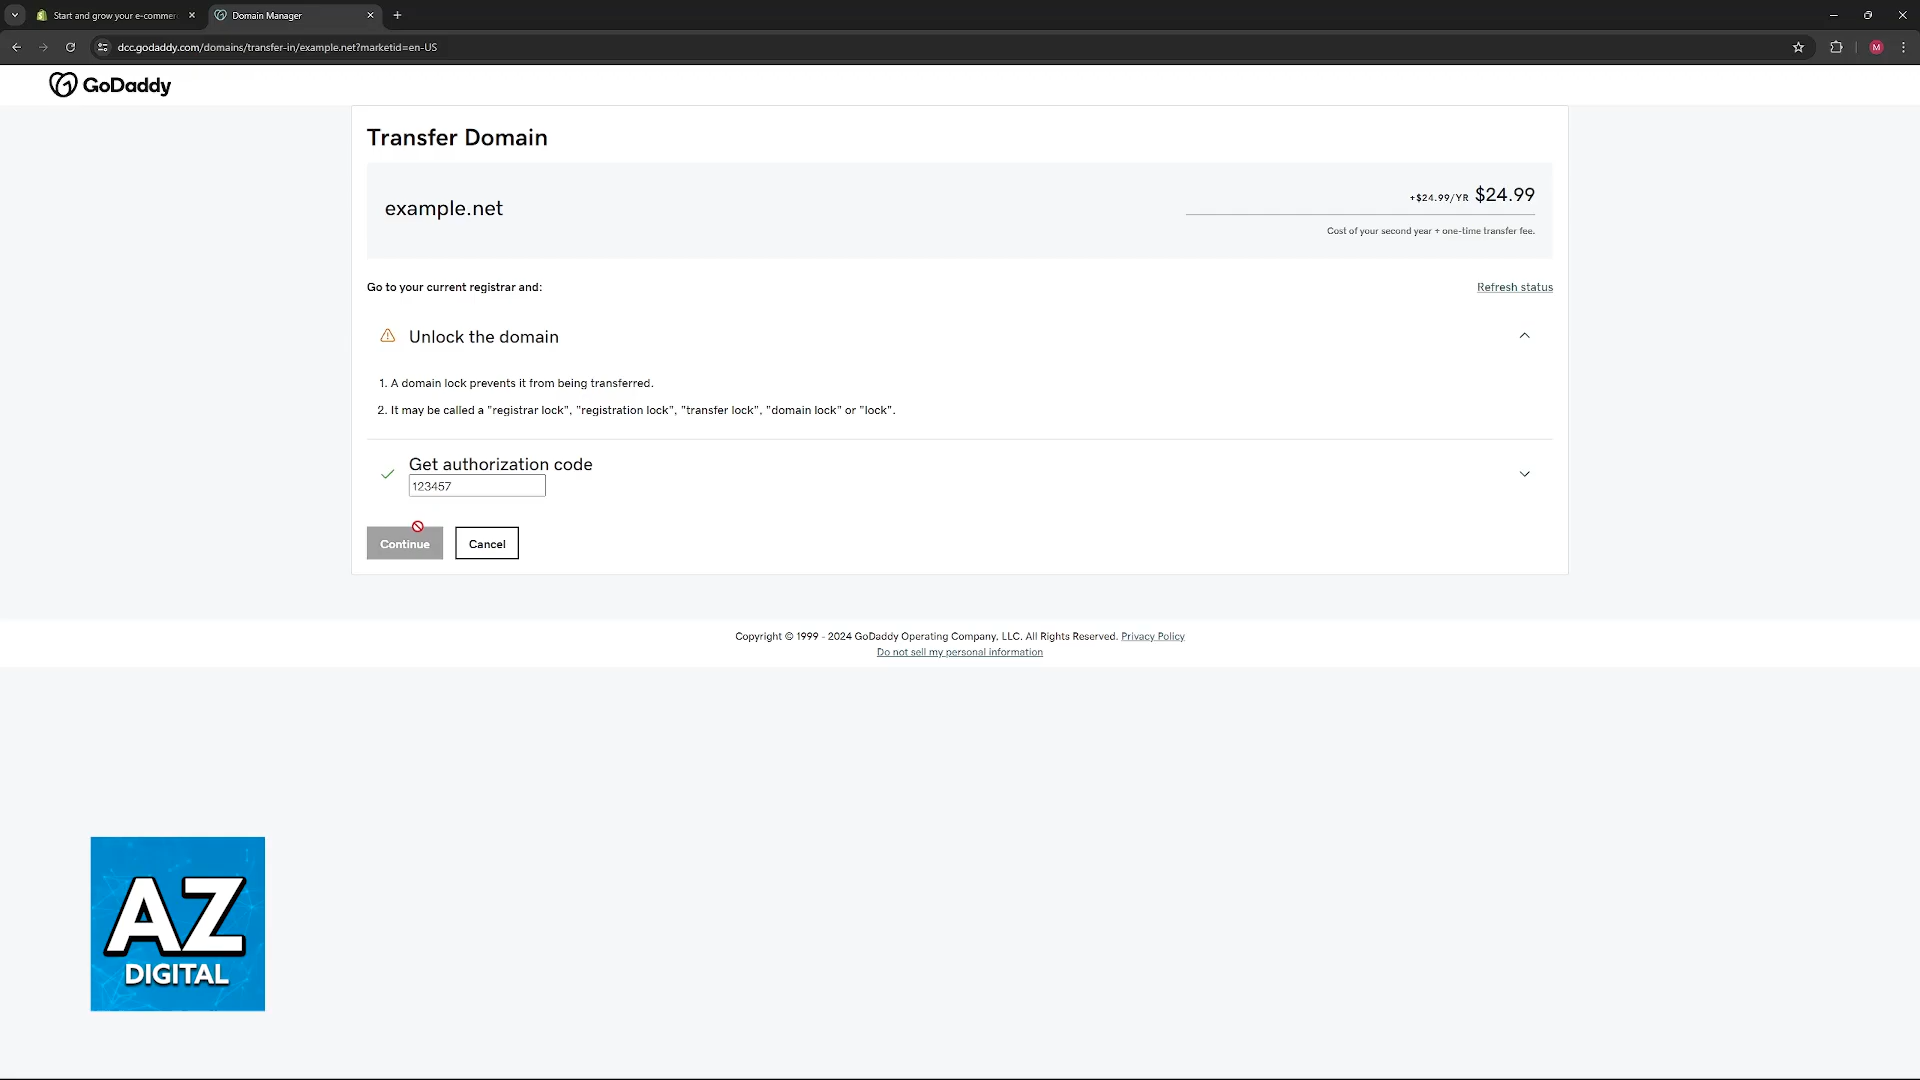 Start and grow your e-commer
Domain Manager
dcc.godaddy.com/domains/transfer-in/example.net?marketid=en-US
M
GoDaddy
Transfer Domain
example.net
+$24.99/YR $24.99
Cost of your second year + one-time transfer fee.
Go to your current registrar and:
Refresh status
Unlock the domain
1. A domain lock prevents it from being transferred.
2. It may be called a "registrar lock", "registration lock", "transfer lock", "domain lock" or "lock".
Get authorization code
123457
Continue
Cancel
Copyright © 1999 - 2024 GoDaddy Operating Company, LLC. All Rights Reserved. Privacy Policy
Do not sell my personal information
AZ
DIGITAL